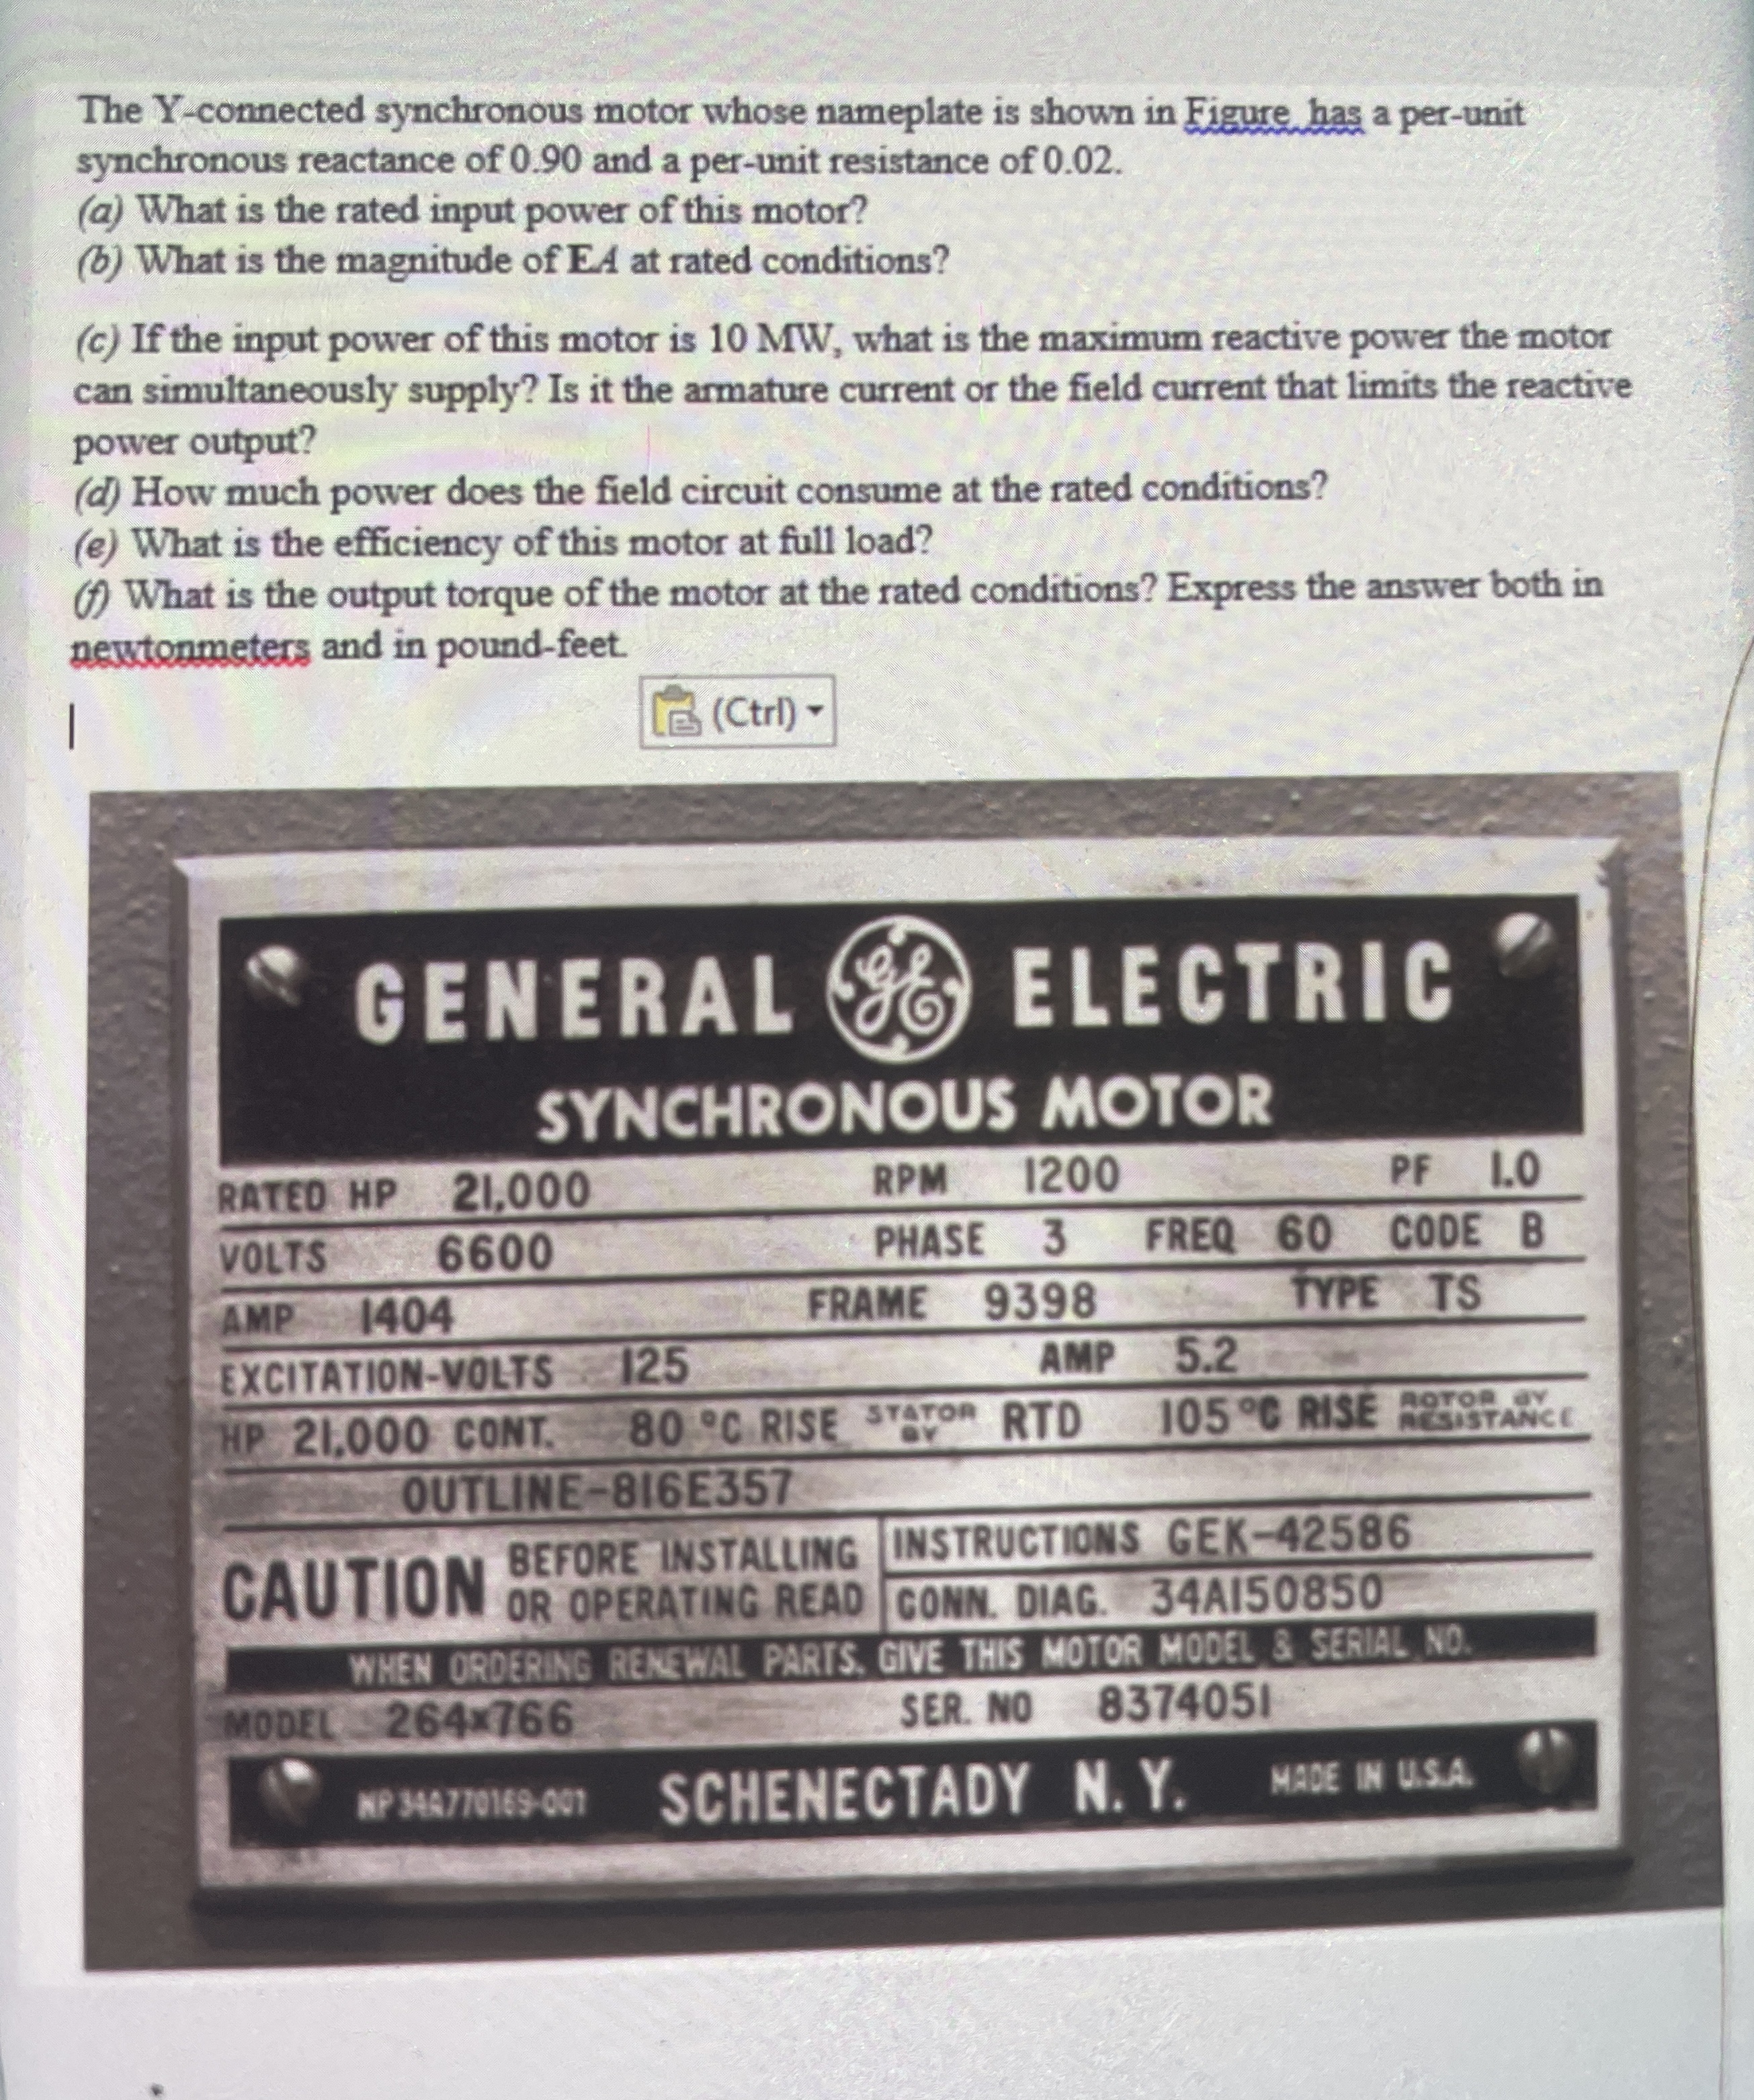 The Y-connected synchronous motor whose nameplate is shown in Figure has a per-unit
synchronous reactance of 0.90 and a per-unit resistance of 0.02.
(a) What is the rated input power of this motor?
(b) What is the magnitude of EA at rated conditions?
(c) If the input power of this motor is 10 MW, what is the maximum reactive power the motor
can simultaneously supply? Is it the armature current or the field current that limits the reactive
power output?
(d) How much power does the field circuit consume at the rated conditions?
(e) What is the efficiency of this motor at full load?
(f) What is the output torque of the motor at the rated conditions? Express the answer both in
newtonmeters and in pound-feet.
(Ctrl)
GENERAL GE ELECTRIC
SYNCHRONOUS MOTOR
RATED HP 21,000 RPM 1200 PF 1.0
VOLTS 6600 PHASE 3 FREQ 60 CODE B
AMP 1404 FRAME 9398 TYPE TS
EXCITATION-VOLTS 125 AMP 5.2
HP 21,000 CONT. 80 °C RISE STATOR BY RTD 105 °C RISE ROTOR BY RESISTANCE
OUTLINE-816E357
CAUTION BEFORE INSTALLING OR OPERATING READ
INSTRUCTIONS GEK-42586
CONN. DIAG. 34A150850
WHEN ORDERING RENEWAL PARTS, GIVE THIS MOTOR MODEL & SERIAL NO.
MODEL 264x766 SER. NO 8374051
NP 34A770169-001 SCHENECTADY N. Y. MADE IN U.S.A.